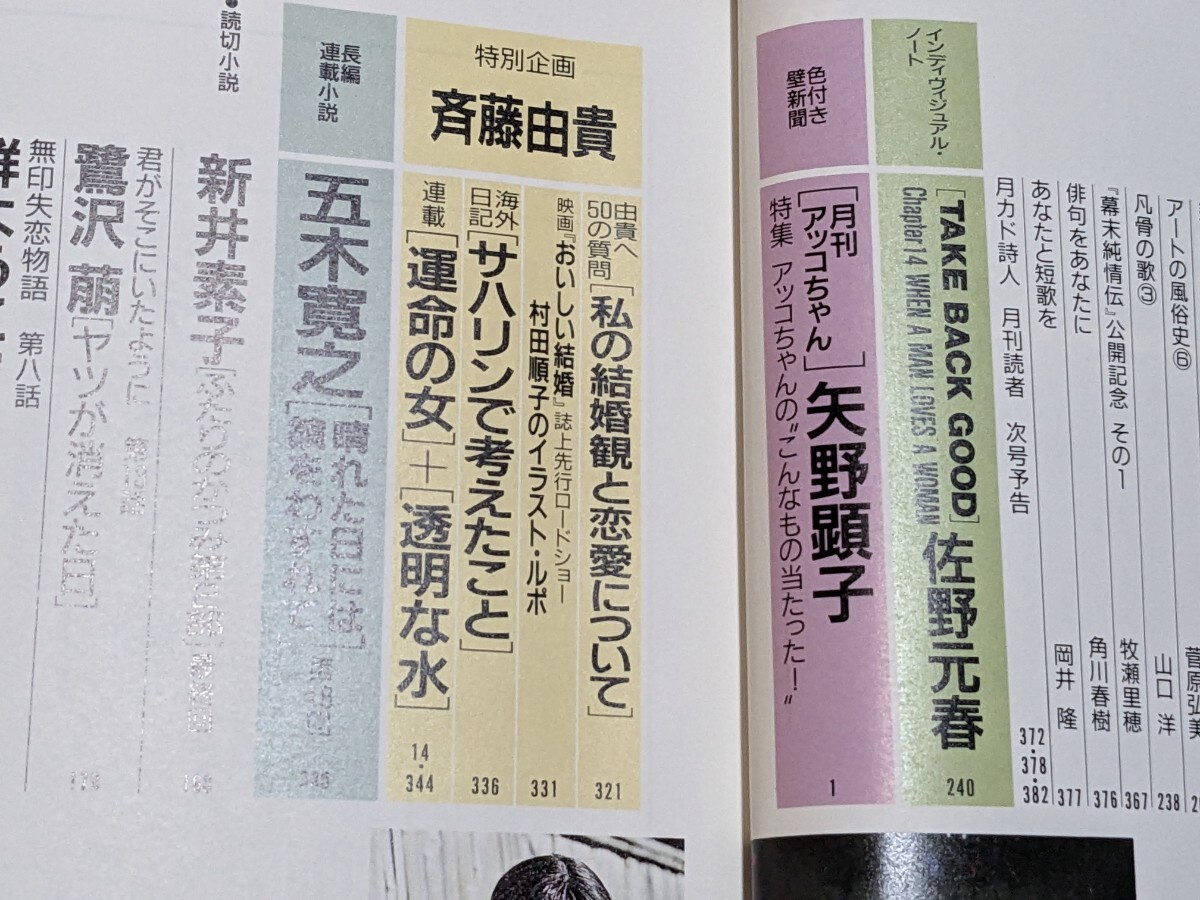 アートの風俗史⑥
菅原弘美
凡骨の歌③
山口 洋
238
『幕末純情伝』公開記念 その1
牧瀬里穂
367
俳句をあなたに
角川春樹
376
あなたと短歌を
岡井 隆
377
月カド詩人 月刊読者 次号予告
372・378・382
インディヴィジュアル・ノート
[TAKE BACK GOOD]
Chapter14 WHEN A MAN LOVES A WOMAN
佐野元春
240
色付き壁新聞
[月刊アッコちゃん]矢野顕子
特集 アッコちゃんの“こんなもの当たった！”
1
特別企画
斉藤由貴
由貴へ50の質問[私の結婚観と恋愛について]
321
映画『おいしい結婚』誌上先行ロードショー
村田順子のイラスト・ルポ
331
海外日記[サハリンで考えたこと]
336
連載[運命の女]＋[透明な水]
14・344
長編連載小説
五木寛之[晴れた日には鏡をわすれて]
●読切小説
新井素子
君がそこにいたように
鷺沢 萠[ヤツが消えた日]
無印失恋物語 第八話